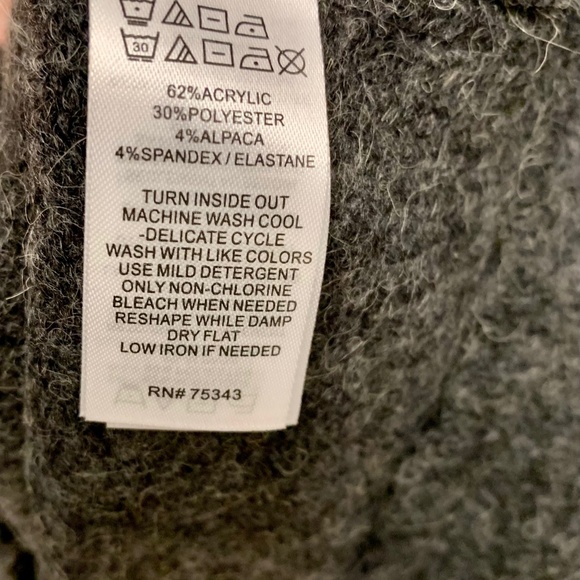 30
62%ACRYLIC
30%POLYESTER
4%ALPACA
4%SPANDEX / ELASTANE
TURN INSIDE OUT
MACHINE WASH COOL
-DELICATE CYCLE
WASH WITH LIKE COLORS
USE MILD DETERGENT
ONLY NON-CHLORINE
BLEACH WHEN NEEDED
RESHAPE WHILE DAMP
DRY FLAT
LOW IRON IF NEEDED
RN# 75343